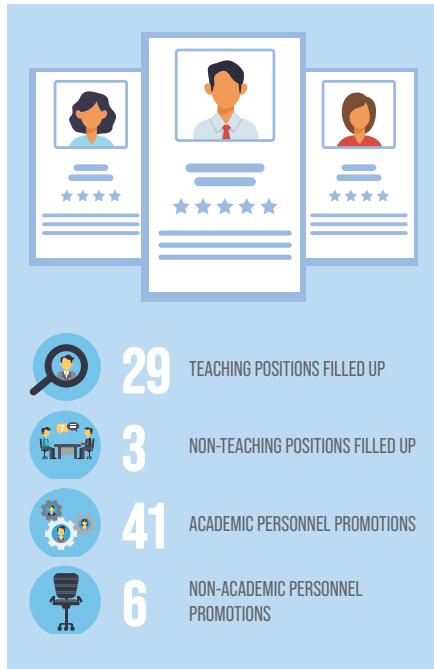 29 TEACHING POSITIONS FILLED UP
3 NON-TEACHING POSITIONS FILLED UP
41 ACADEMIC PERSONNEL PROMOTIONS
6 NON-ACADEMIC PERSONNEL
PROMOTIONS